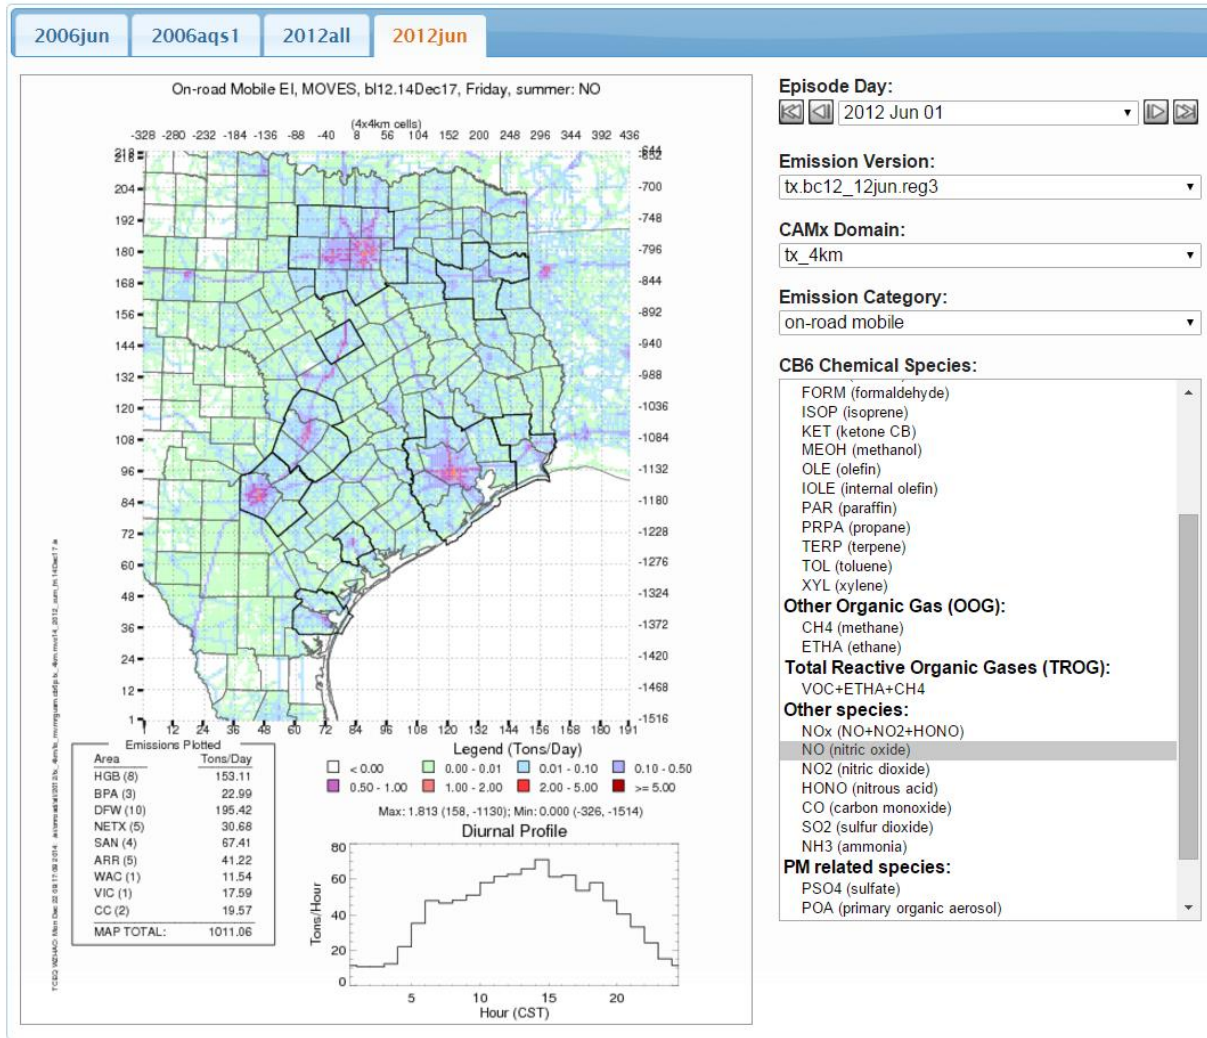 2006jun 2006aqs1 2012all 2012jun
On-road Mobile EI, MOVES, bl12.14Dec17, Friday, summer: NO
(4x4km cells)
-328 -280 -232 -184 -136 -88 -40 8 56 104 152 200 248 296 344 392 436
218
216
204
192
180
168
156
144
132
120
108
96
84
72
60
48
36
24
12
1
-644
-652
-700
-748
-796
-844
-892
-940
-988
-1036
-1084
-1132
-1180
-1228
-1276
-1324
-1372
-1420
-1468
-1516
1 12 24 36 48 60 72 84 96 108 120 132 144 156 168 180 191
Emissions Plotted
Area Tons/Day
HGB (8) 153.11
BPA (3) 22.99
DFW (10) 195.42
NETX (5) 30.68
SAN (4) 67.41
ARR (5) 41.22
WAC (1) 11.54
VIC (1) 17.59
CC (2) 19.57
MAP TOTAL: 1011.06
Legend (Tons/Day)
< 0.00 0.00 - 0.01 0.01 - 0.10 0.10 - 0.50
0.50 - 1.00 1.00 - 2.00 2.00 - 5.00 >= 5.00
Max: 1.813 (158, -1130); Min: 0.000 (-326, -1514)
Diurnal Profile
Tons/Hour
80
60
40
20
0
5 10 15 20
Hour (CST)
Episode Day:
2012 Jun 01
Emission Version:
tx.bc12_12jun.reg3
CAMx Domain:
tx_4km
Emission Category:
on-road mobile
CB6 Chemical Species:
FORM (formaldehyde)
ISOP (isoprene)
KET (ketone CB)
MEOH (methanol)
OLE (olefin)
IOLE (internal olefin)
PAR (paraffin)
PRPA (propane)
TERP (terpene)
TOL (toluene)
XYL (xylene)
Other Organic Gas (OOG):
CH4 (methane)
ETHA (ethane)
Total Reactive Organic Gases (TROG):
VOC+ETHA+CH4
Other species:
NOx (NO+NO2+HONO)
NO (nitric oxide)
NO2 (nitric dioxide)
HONO (nitrous acid)
CO (carbon monoxide)
SO2 (sulfur dioxide)
NH3 (ammonia)
PM related species:
PSO4 (sulfate)
POA (primary organic aerosol)